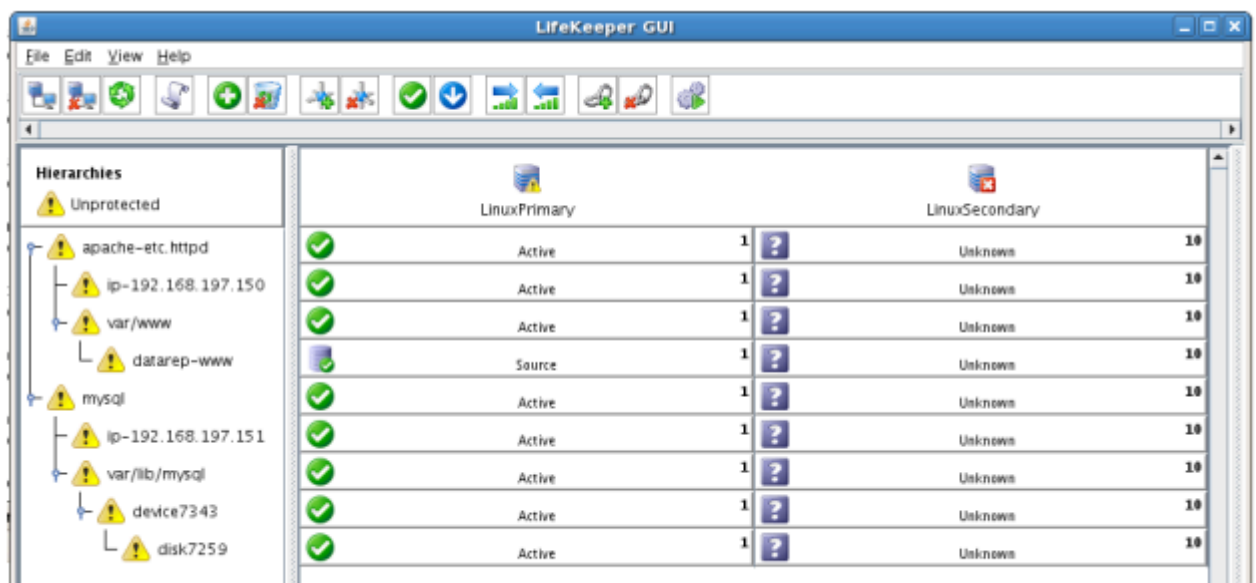 LifeKeeper GUI
File Edit View Help
Hierarchies
Unprotected
LinuxPrimary
LinuxSecondary
apache-etc.httpd
Active 1
Unknown 10
ip-192.168.197.150
Active 1
Unknown 10
var/www
Active 1
Unknown 10
datarep-www
Source 1
Unknown 10
mysql
Active 1
Unknown 10
ip-192.168.197.151
Active 1
Unknown 10
var/lib/mysql
Active 1
Unknown 10
device7343
Active 1
Unknown 10
disk7259
Active 1
Unknown 10